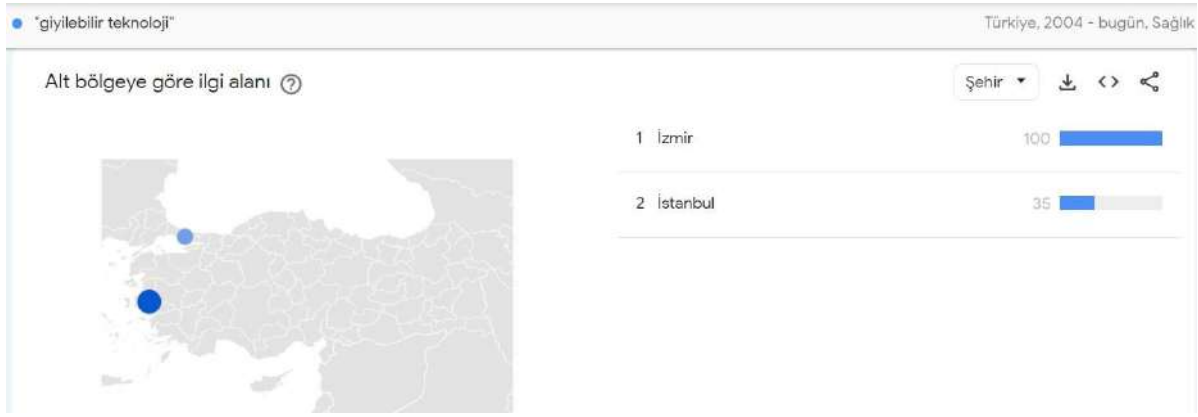 "giyilebilir teknoloji"
Türkiye, 2004 - bugün, Sağlık
Alt bölgeye göre ilgi alanı
Şehir
1 İzmir 100
2 İstanbul 35